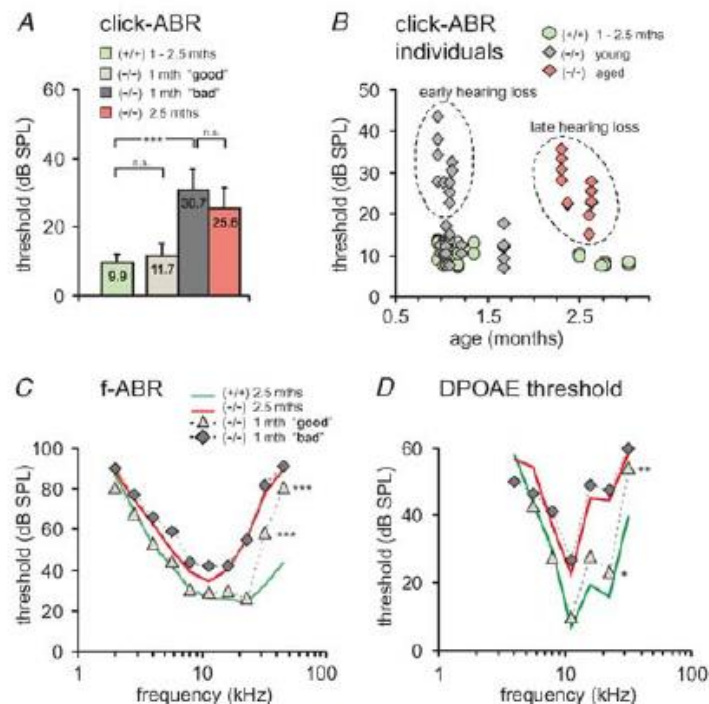 A click-ABR
(+/+) 1 - 2.5 mths
(-/-) 1 mth "good"
(-/-) 1 mth "bad"
(-/-) 2.5 mths
threshold (dB SPL)
60
40
20
0
***
n.s.
n.s.
9.9
11.7
30.7
25.6
B click-ABR
individuals
(+/+) 1 - 2.5 mths
(-/-) young
(-/-) aged
early hearing loss
late hearing loss
threshold (dB SPL)
50
40
30
20
10
0
0.5
1.5
2.5
age (months)
C f-ABR
(+/+) 2.5 mths
(-/-) 2.5 mths
(-/-) 1 mth "good"
(-/-) 1 mth "bad"
threshold (dB SPL)
100
80
60
40
20
0
***
***
1
10
100
frequency (kHz)
D DPOAE threshold
threshold (dB SPL)
60
40
20
0
**
*
1
10
100
frequency (kHz)